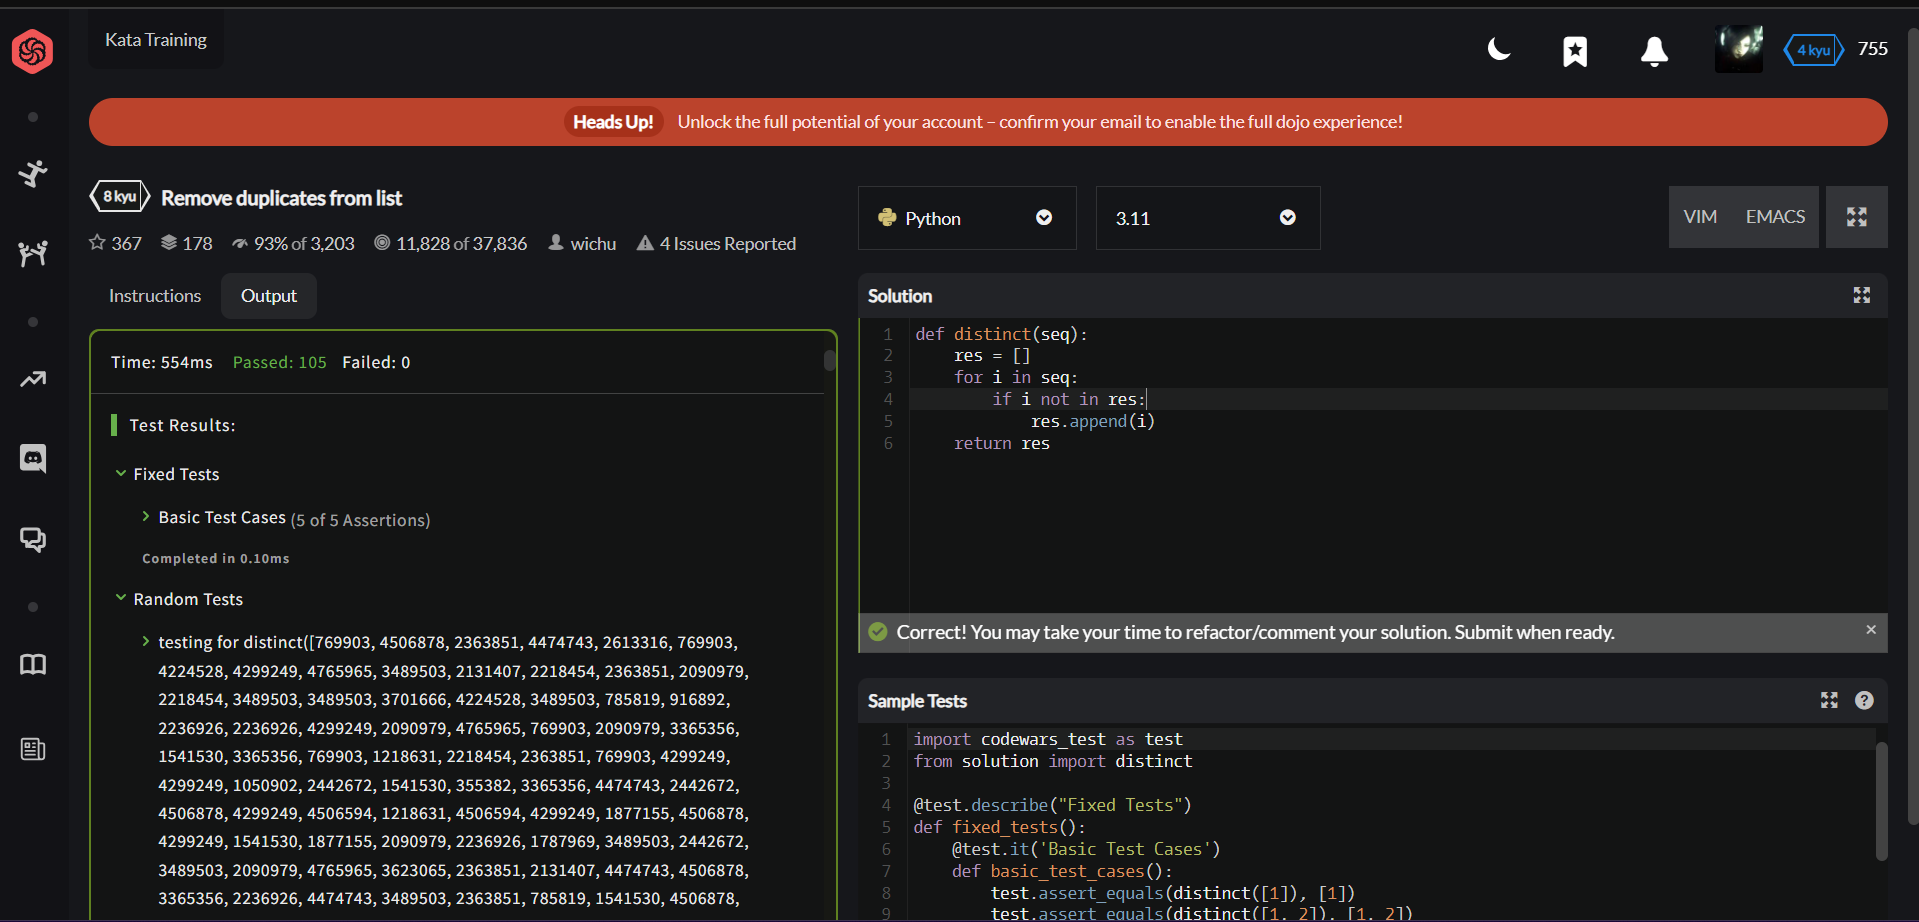 Kata Training
4 kyu
755
Heads Up! Unlock the full potential of your account – confirm your email to enable the full dojo experience!
8 kyu Remove duplicates from list
367 178 93% of 3,203 11,828 of 37,836 wichu 4 Issues Reported
Instructions Output
Time: 554ms Passed: 105 Failed: 0
Test Results:
Fixed Tests
Basic Test Cases (5 of 5 Assertions)
Completed in 0.10ms
Random Tests
testing for distinct([769903, 4506878, 2363851, 4474743, 2613316, 769903,
4224528, 4299249, 4765965, 3489503, 2131407, 2218454, 2363851, 2090979,
2218454, 3489503, 3489503, 3701666, 4224528, 3489503, 785819, 916892,
2236926, 2236926, 4299249, 2090979, 4765965, 769903, 2090979, 3365356,
1541530, 3365356, 769903, 1218631, 2218454, 2363851, 769903, 4299249,
4299249, 1050902, 2442672, 1541530, 355382, 3365356, 4474743, 2442672,
4506878, 4299249, 4506594, 1218631, 4506594, 4299249, 1877155, 4506878,
4299249, 1541530, 1877155, 2090979, 2236926, 1787969, 3489503, 2442672,
3489503, 2090979, 4765965, 3623065, 2363851, 2131407, 4474743, 4506878,
3365356, 2236926, 4474743, 3489503, 2363851, 785819, 1541530, 4506878,
Python
3.11
VIM EMACS
Solution
1 def distinct(seq):
2     res = []
3     for i in seq:
4         if i not in res:
5             res.append(i)
6     return res
Correct! You may take your time to refactor/comment your solution. Submit when ready.
Sample Tests
1 import codewars_test as test
2 from solution import distinct
3
4 @test.describe("Fixed Tests")
5 def fixed_tests():
6     @test.it('Basic Test Cases')
7     def basic_test_cases():
8         test.assert_equals(distinct([1]), [1])
9         test.assert_equals(distinct([1, 2]), [1, 2])